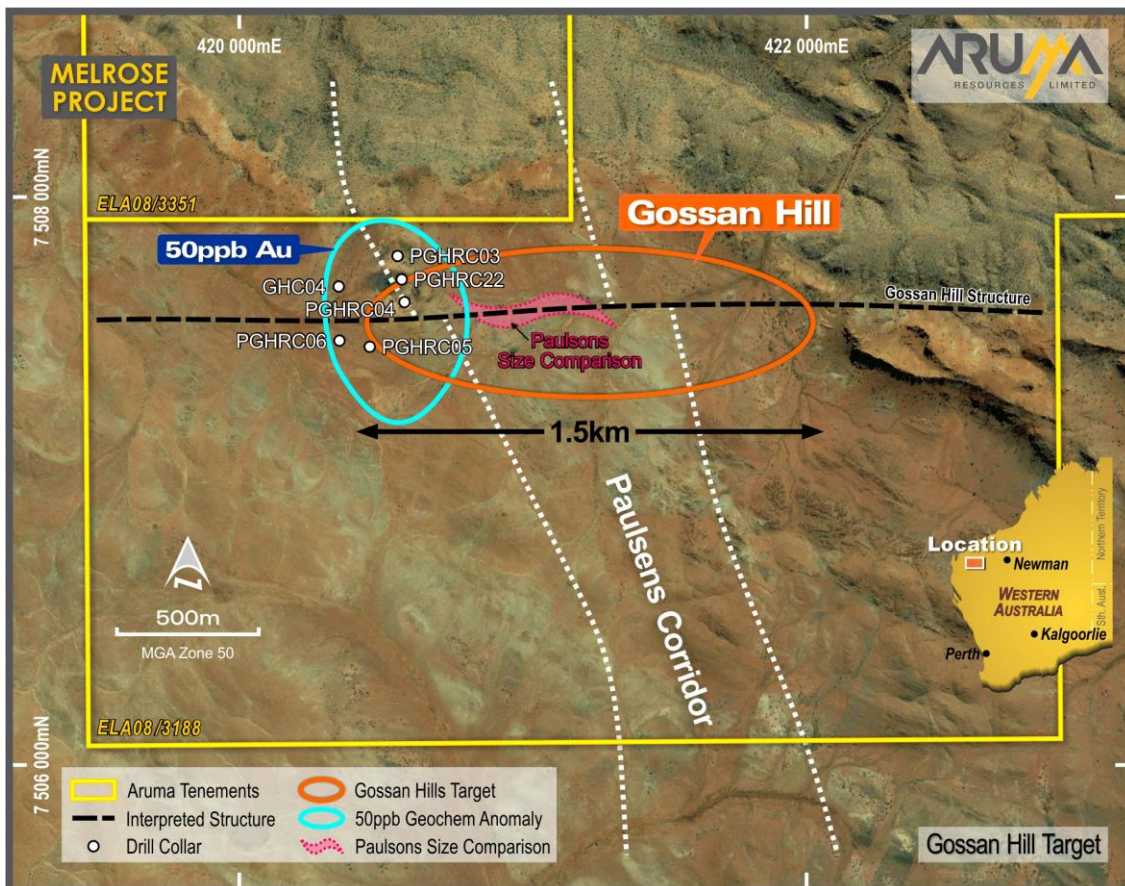 420 000mE
422 000mE
MELROSE
PROJECT
ARUMA
RESOURCES LIMITED
7 508 000mN
ELA08/3351
Gossan Hill
50ppb Au
PGHRC03
GHC04
PGHRC22
PGHRC04
Gossan Hill Structure
PGHRC06
PGHRC05
Paulsons
Size Comparison
1.5km
Paulsens Corridor
Location
Newman
WESTERN
AUSTRALIA
Kalgoorlie
Perth
Northern Territory
Sth. Aust.
N
500m
MGA Zone 50
ELA08/3188
7 506 000mN
Aruma Tenements
Interpreted Structure
Drill Collar
Gossan Hills Target
50ppb Geochem Anomaly
Paulsons Size Comparison
Gossan Hill Target